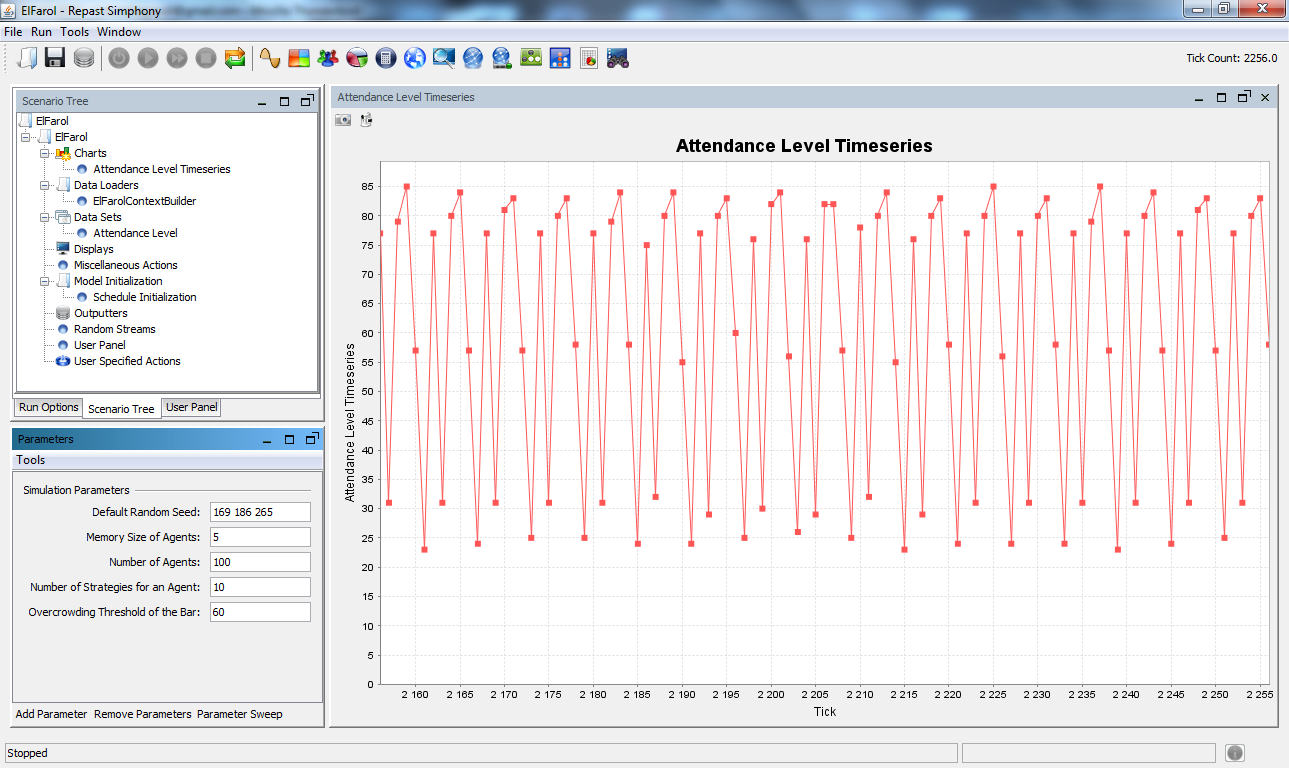 ElFarol - Repast Simphony
File Run Tools Window
Tick Count: 2256.0
Scenario Tree
ElFarol
ElFarol
Charts
Attendance Level Timeseries
Data Loaders
ElFarolContextBuilder
Data Sets
Attendance Level
Displays
Miscellaneous Actions
Model Initialization
Schedule Initialization
Outputters
Random Streams
User Panel
User Specified Actions
Run Options Scenario Tree User Panel
Parameters
Tools
Simulation Parameters
Default Random Seed: 169 186 265
Memory Size of Agents: 5
Number of Agents: 100
Number of Strategies for an Agent: 10
Overcrowding Threshold of the Bar: 60
Add Parameter Remove Parameters Parameter Sweep
Attendance Level Timeseries
Attendance Level Timeseries
Attendance Level Timeseries
85
80
75
70
65
60
55
50
45
40
35
30
25
20
15
10
5
0
2 160 2 165 2 170 2 175 2 180 2 185 2 190 2 195 2 200 2 205 2 210 2 215 2 220 2 225 2 230 2 235 2 240 2 245 2 250 2 255
Tick
Stopped